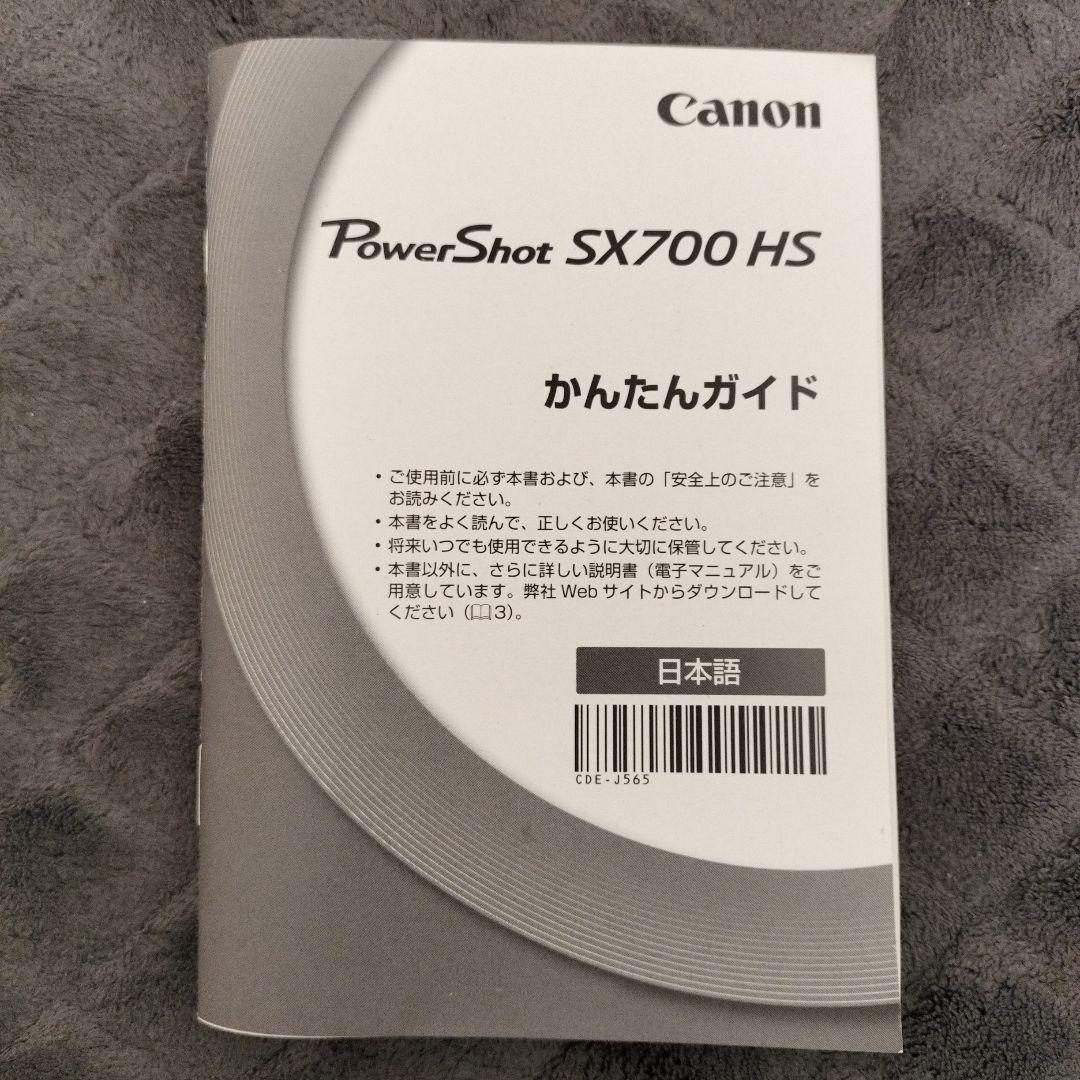 Canon
PowerShot SX700 HS
かんたんガイド
・ご使用前に必ず本書および、本書の「安全上のご注意」を
お読みください。
・本書をよく読んで、正しくお使いください。
・将来いつでも使用できるように大切に保管してください。
・本書以外に、さらに詳しい説明書（電子マニュアル）をご
用意しています。弊社 Web サイトからダウンロードして
ください（📖3）。
日本語
CDE-J565